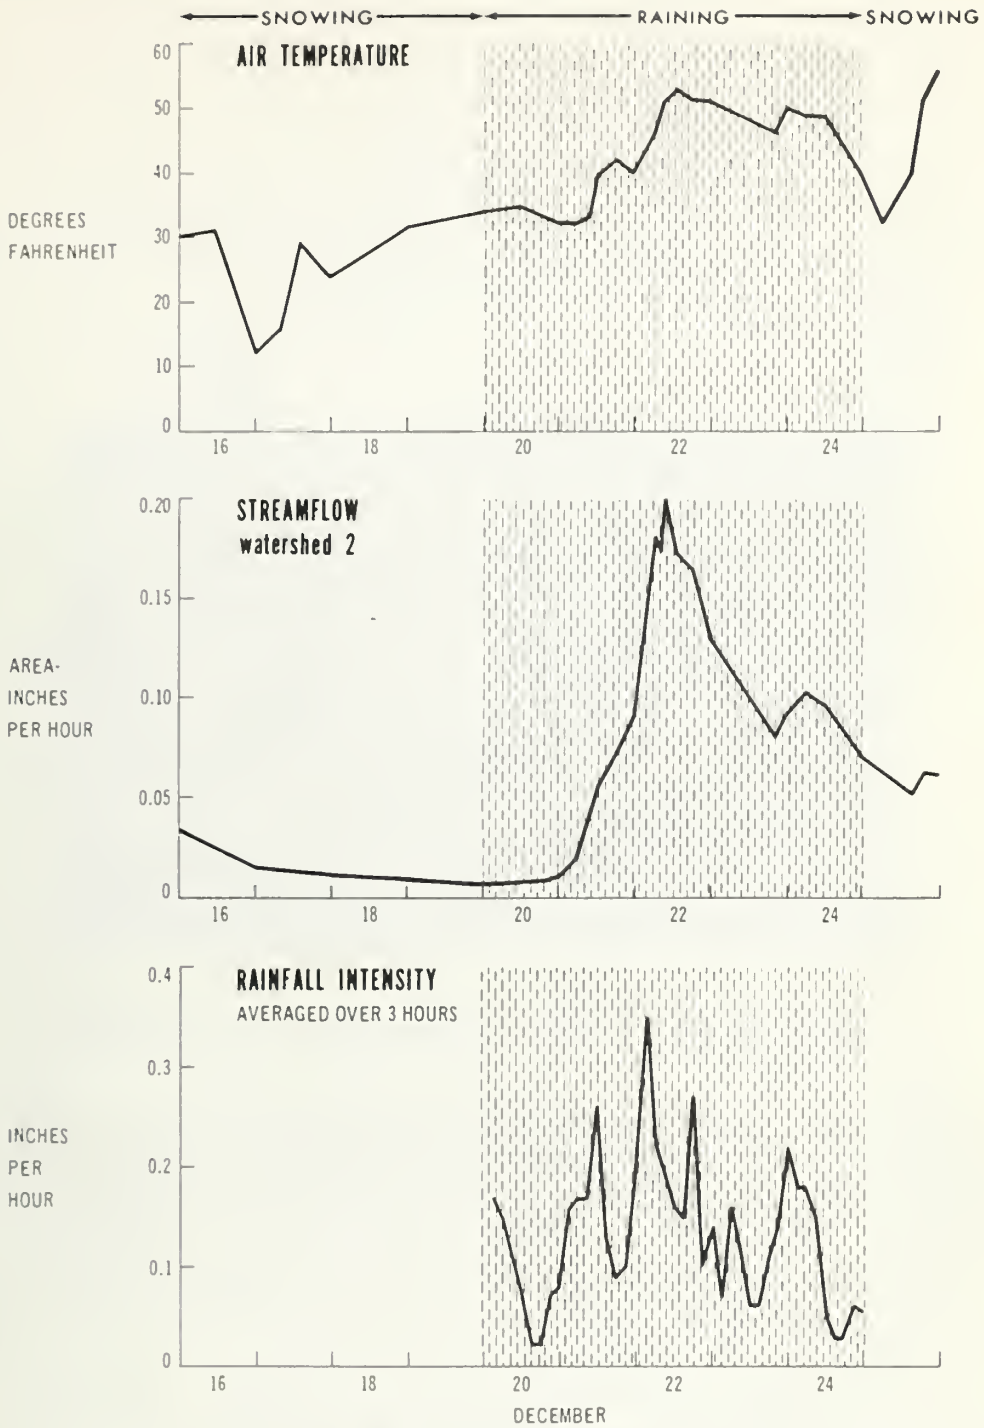 SNOWING RAINING SNOWING
AIR TEMPERATURE
60
50
40
30
20
10
0
DEGREES
FAHRENHEIT
16 18 20 22 24
STREAMFLOW
watershed 2
0.20
0.15
0.10
0.05
0
AREA-
INCHES
PER HOUR
16 18 20 22 24
RAINFALL INTENSITY
AVERAGED OVER 3 HOURS
0.4
0.3
0.2
0.1
0
INCHES
PER
HOUR
16 18 20 22 24
DECEMBER